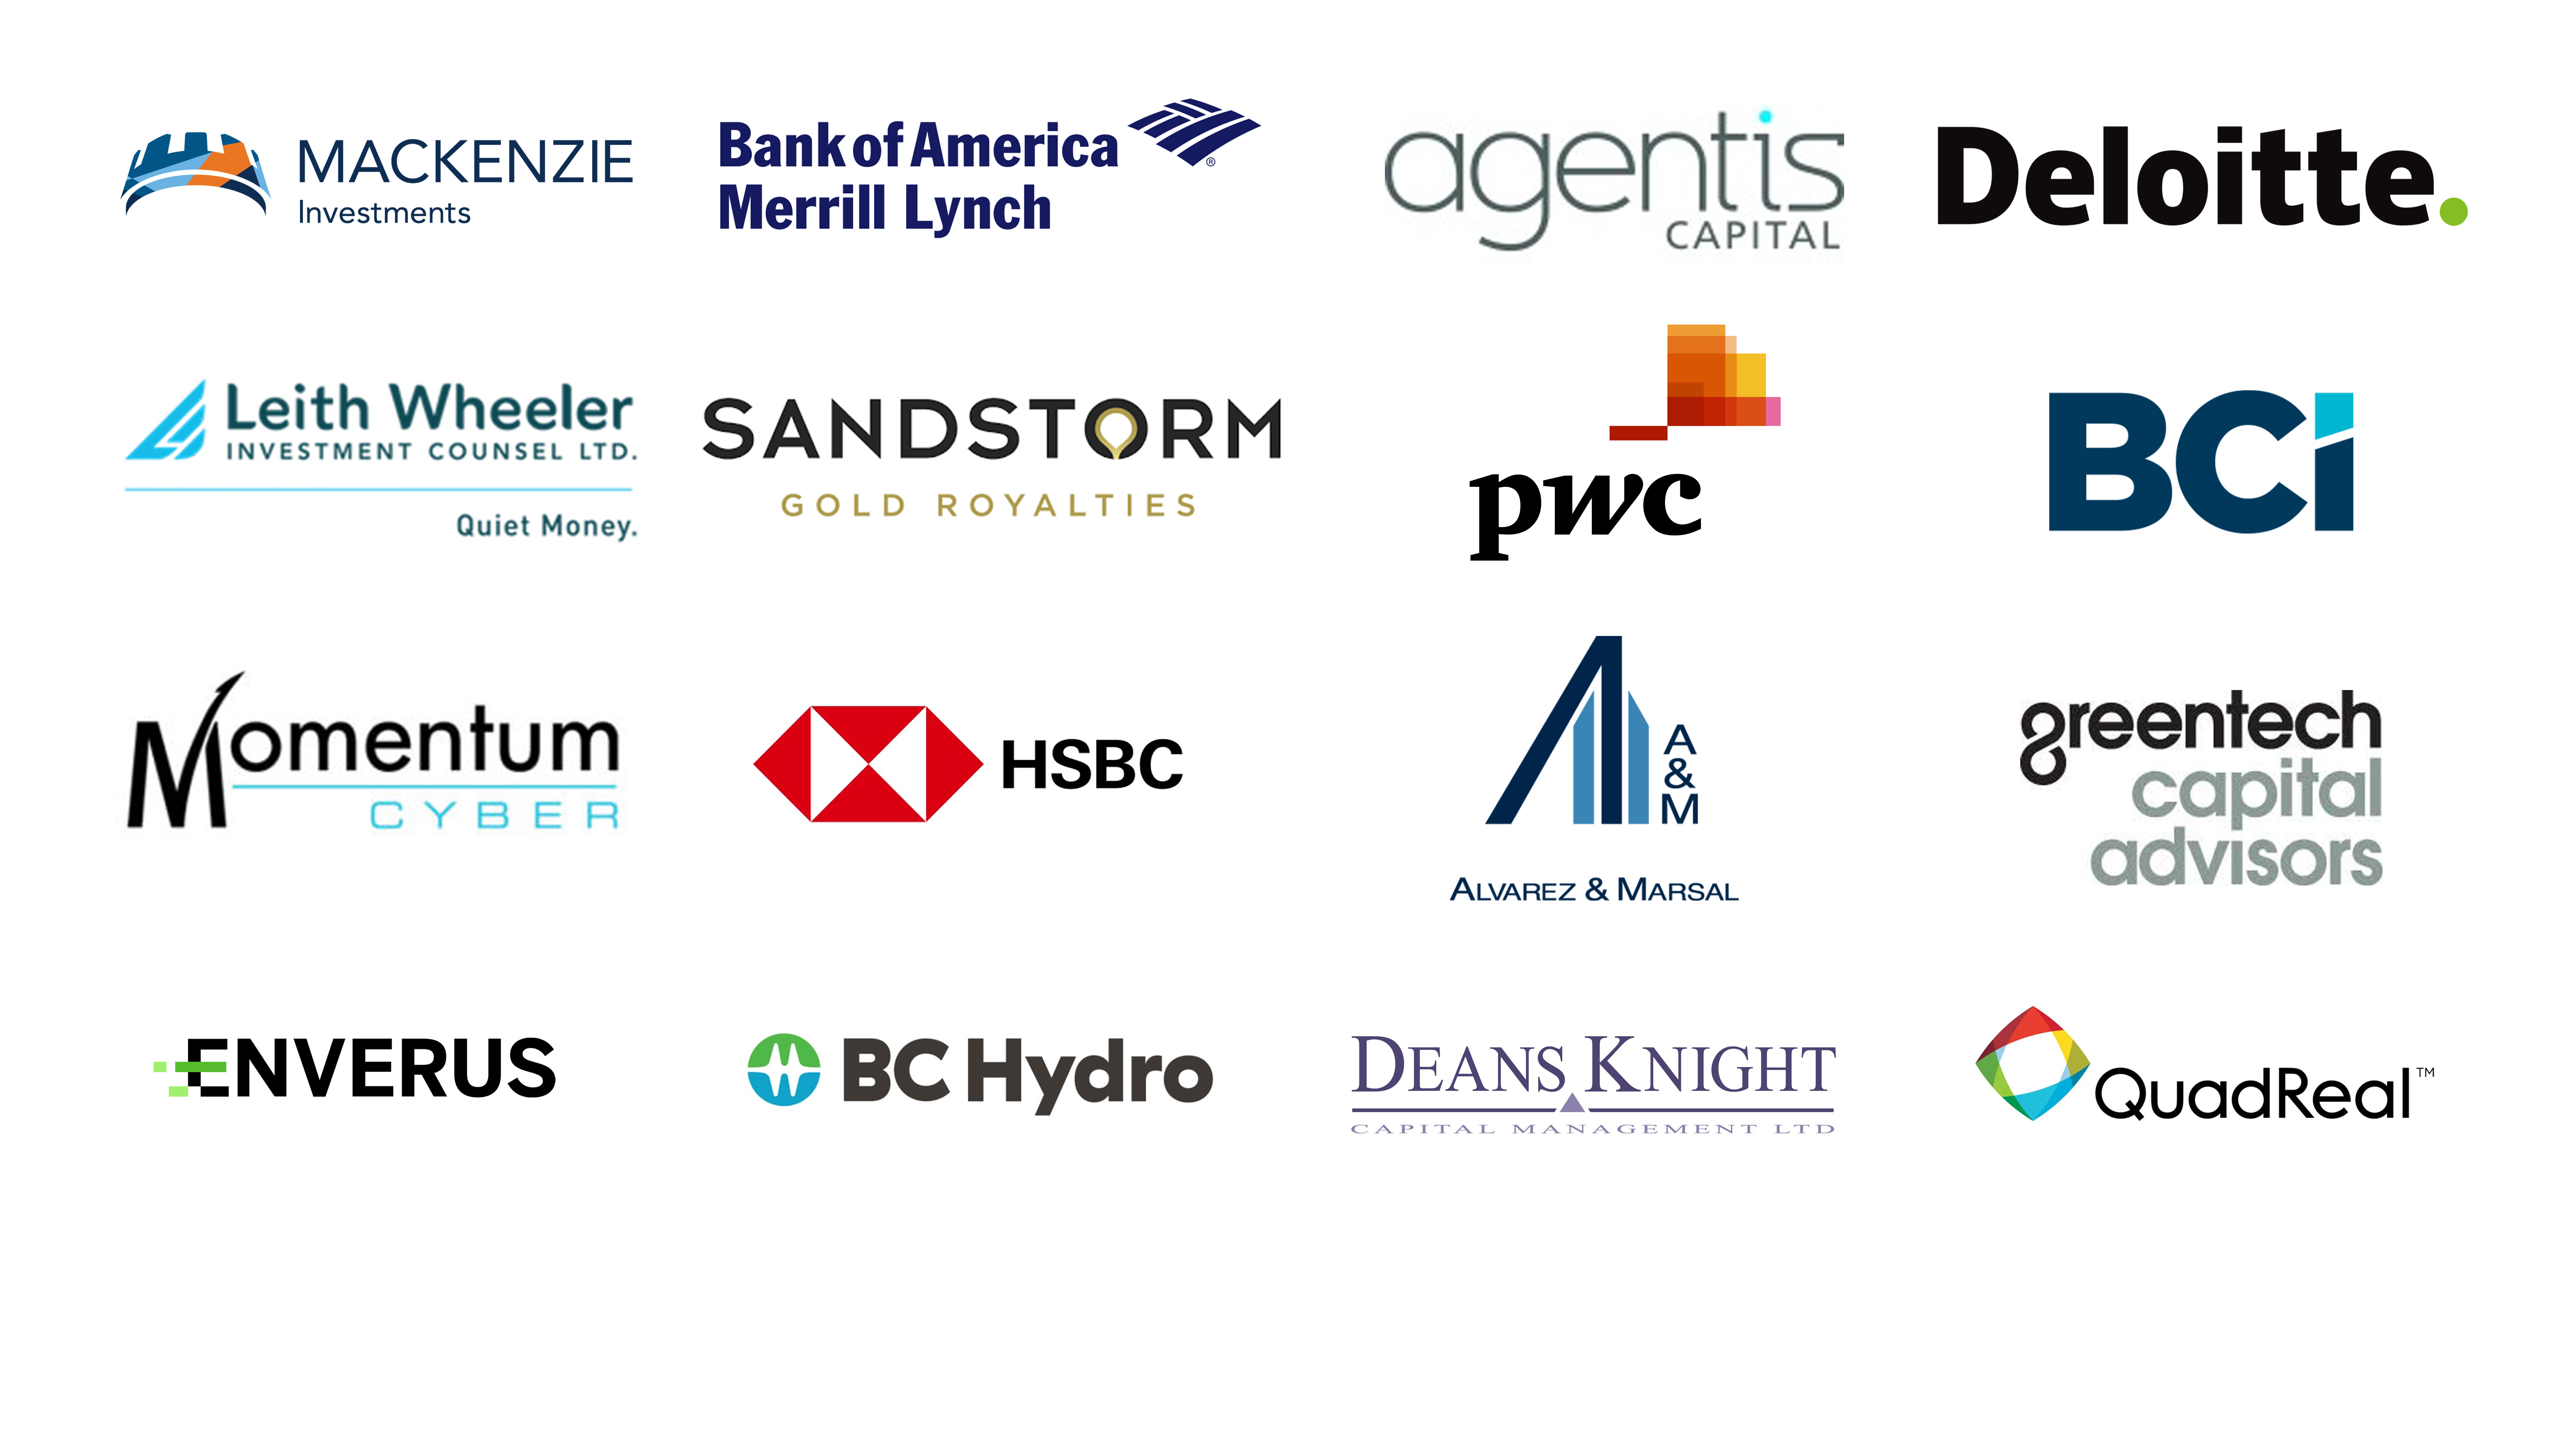 MACKENZIE
Investments
Bank of America
Merrill Lynch
®
agentis
CAPITAL
Deloitte.
Leith Wheeler
INVESTMENT COUNSEL LTD.
Quiet Money.
SANDSTORM
GOLD ROYALTIES
pwc
BCi
Momentum
CYBER
HSBC
A
&
M
ALVAREZ & MARSAL
greentech
capital
advisors
ENVERUS
BC Hydro
DEANS KNIGHT
CAPITAL MANAGEMENT LTD
QuadReal™